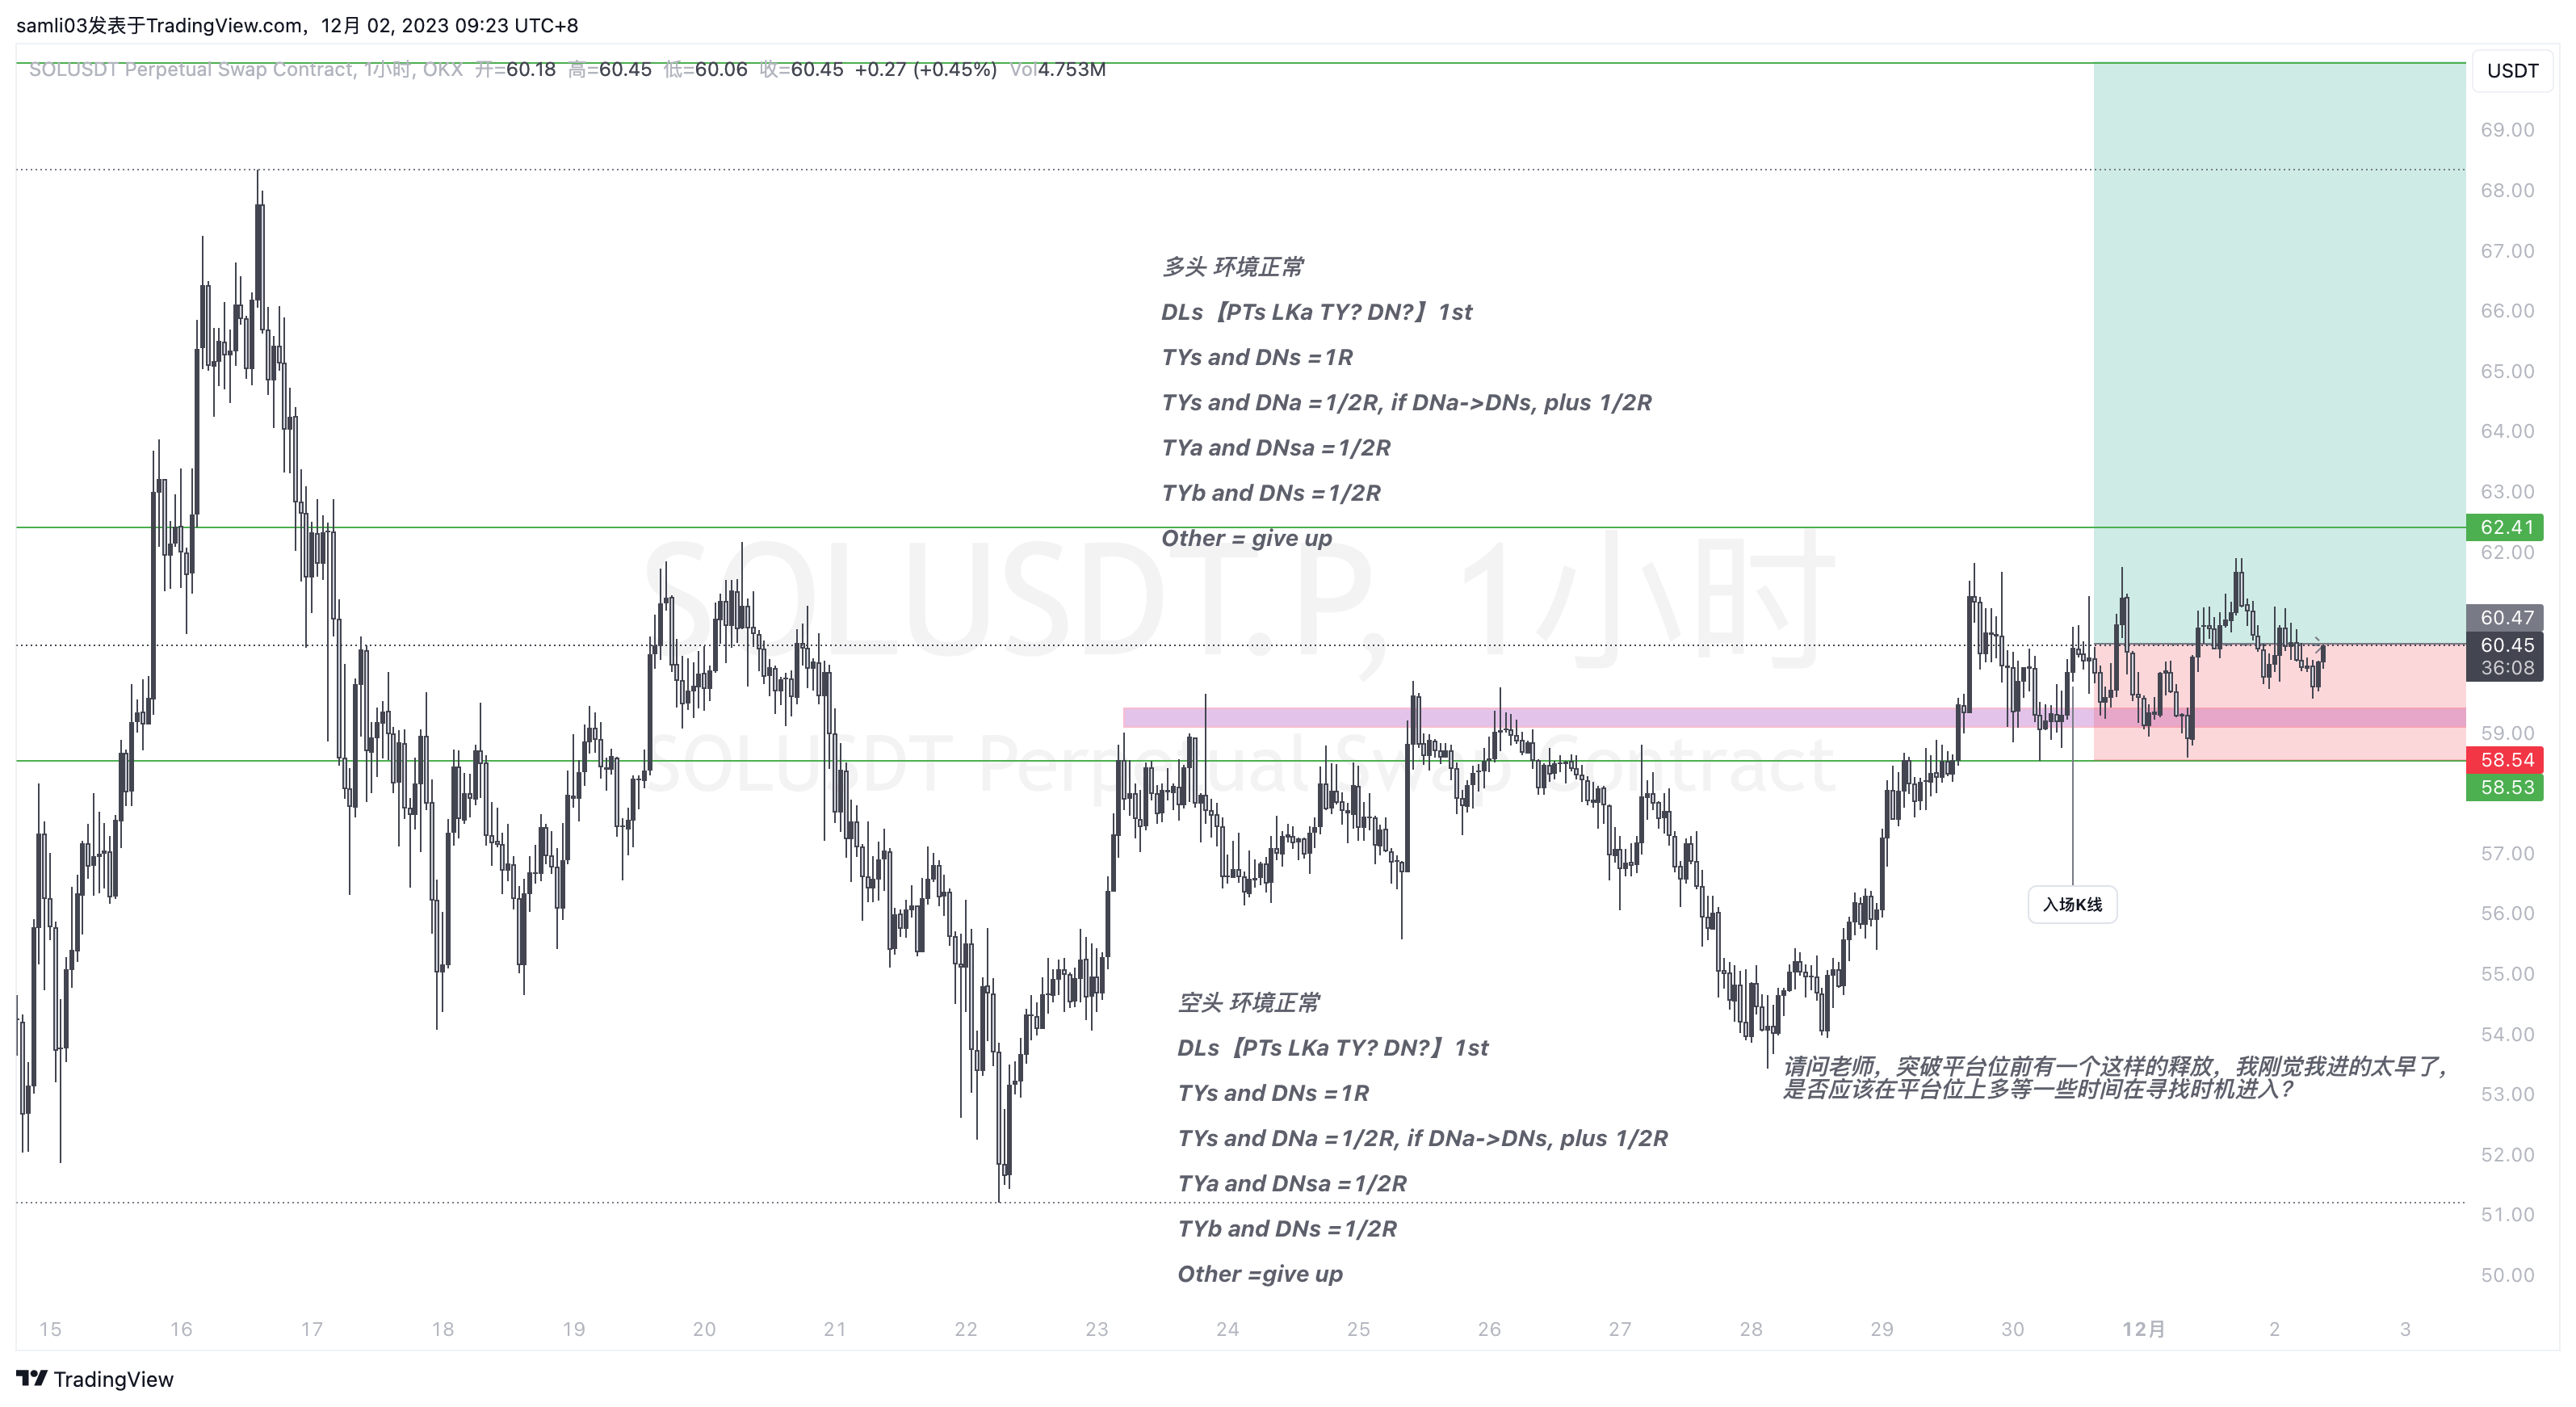 samli03发表于TradingView.com, 12月 02, 2023 09:23 UTC+8
SOLUSDT Perpetual Swap Contract, 1小时, OKX 开=60.18 高=60.45 低=60.06 收=60.45 +0.27 (+0.45%) Vol4.753M
USDT
69.00
68.00
67.00
66.00
65.00
64.00
63.00
62.41
62.00
60.47
60.45
36:08
59.00
58.54
58.53
57.00
56.00
55.00
54.00
53.00
52.00
51.00
50.00
多头 环境正常
DLs【PTs LKa TY? DN?】1st
TYs and DNs =1R
TYs and DNa =1/2R, if DNa->DNs, plus 1/2R
TYa and DNsa =1/2R
TYb and DNs =1/2R
Other = give up
SOLUSDT.P, 1小时
SOLUSDT Perpetual Swap Contract
入场K线
空头 环境正常
DLs【PTs LKa TY? DN?】1st
TYs and DNs =1R
TYs and DNa =1/2R, if DNa->DNs, plus 1/2R
TYa and DNsa =1/2R
TYb and DNs =1/2R
Other =give up
请问老师，突破平台位前有一个这样的释放，我刚觉我进的太早了，
是否应该在平台位上多等一些时间在寻找时机进入？
15 16 17 18 19 20 21 22 23 24 25 26 27 28 29 30 12月 2 3
TradingView